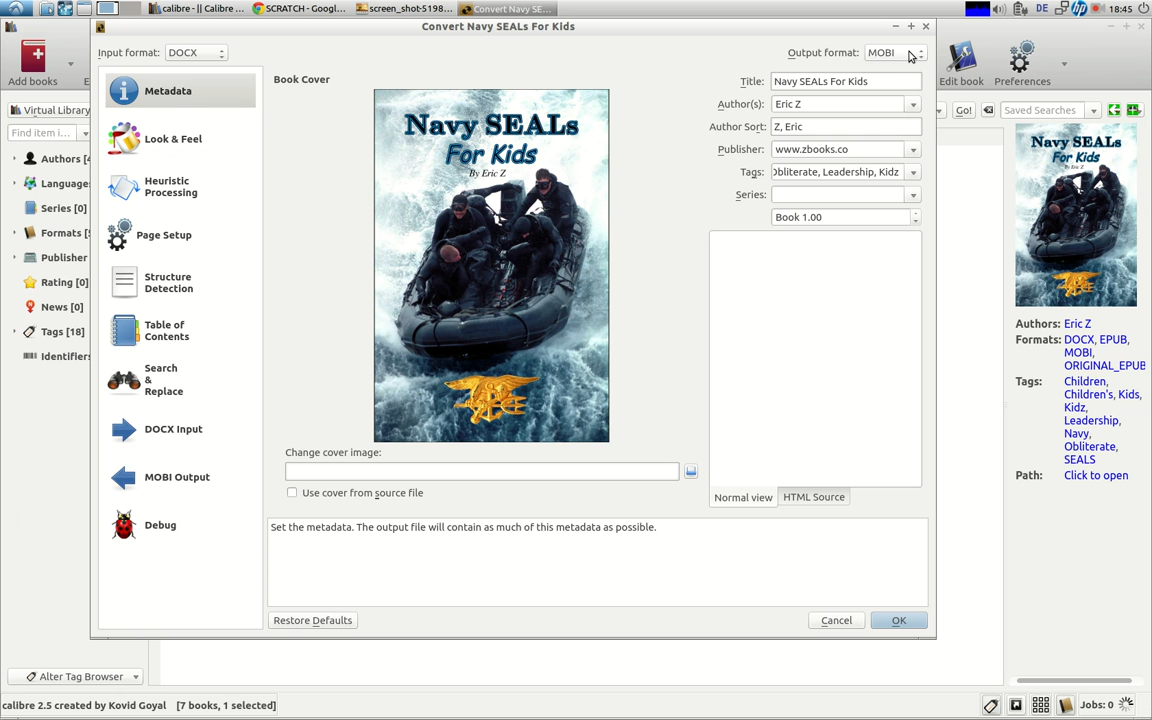 calibre - || Calibre ...
SCRATCH - Googl...
screen_shot-5198...
Convert Navy SE...
DE
18:45
Convert Navy SEALs For Kids
Add books
Edit book
Preferences
Input format: DOCX
Output format: MOBI
Virtual Library
Find item i...
Go!
Saved Searches
Authors [4
Language
Series [0]
Formats [5
Publisher
Rating [0]
News [0]
Tags [18]
Identifiers
Metadata
Look & Feel
Heuristic
Processing
Page Setup
Structure
Detection
Table of
Contents
Search
&
Replace
DOCX Input
MOBI Output
Debug
Book Cover
Navy SEALs
For Kids
By Eric Z
Change cover image:
Use cover from source file
Title: Navy SEALs For Kids
Author(s): Eric Z
Author Sort: Z, Eric
Publisher: www.zbooks.co
Tags: Obliterate, Leadership, Kidz
Series:
Book 1.00
Normal view
HTML Source
Set the metadata. The output file will contain as much of this metadata as possible.
Restore Defaults
Cancel
OK
Navy SEALs
For Kids
By Eric Z
Authors: Eric Z
Formats: DOCX, EPUB,
MOBI,
ORIGINAL_EPUB
Tags: Children,
Children's, Kids,
Kidz,
Leadership,
Navy,
Obliterate,
SEALS
Path: Click to open
Alter Tag Browser
calibre 2.5 created by Kovid Goyal [7 books, 1 selected]
Jobs: 0